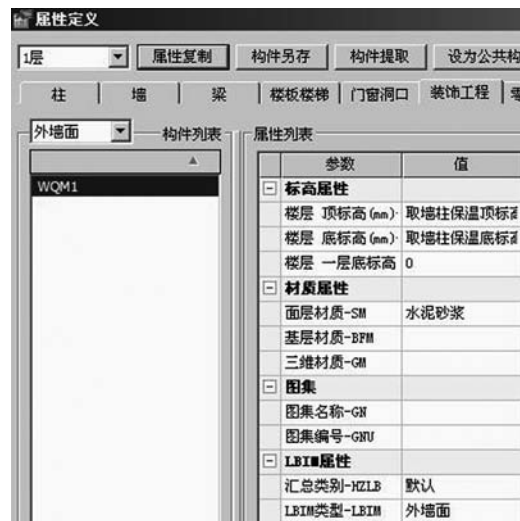 属性定义
1层 属性复制 构件另存 构件提取 设为公共构
柱 墙 梁 楼板楼梯 门窗洞口 装饰工程 零
外墙面 构件列表 属性列表
参数 值
WQM1
标高属性
楼层 顶标高(mm)· 取墙柱保温顶标高
楼层 底标高(mm)· 取墙柱保温底标高
楼层 一层底标高 0
材质属性
面层材质-SM 水泥砂浆
基层材质-BFM
三维材质-GM
图集
图集名称-GN
图集编号-GNU
LBIM属性
汇总类别-HZLB 默认
LBIM类型-LBIM 外墙面